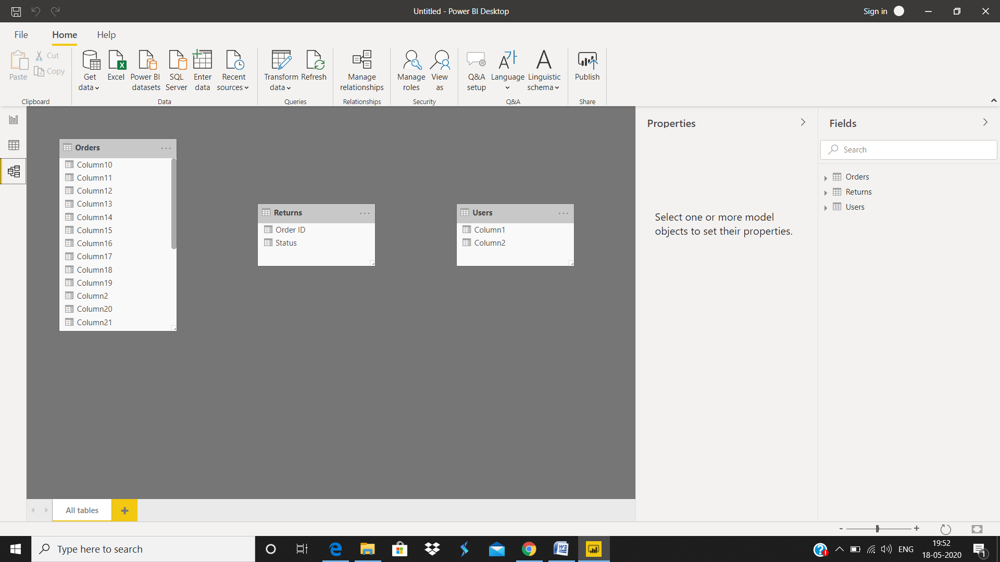 Untitled - Power BI Desktop
Sign in
File Home Help
Paste
Cut
Copy
Clipboard
Get data
Excel
Power BI datasets
SQL Server
Enter data
Recent sources
Data
Transform data
Refresh
Queries
Manage relationships
Relationships
Manage roles
View as
Security
Q&A setup
Language
Linguistic schema
Q&A
Publish
Share
Orders
Column10
Column11
Column12
Column13
Column14
Column15
Column16
Column17
Column18
Column19
Column2
Column20
Column21
Returns
Order ID
Status
Users
Column1
Column2
Properties
Select one or more model
objects to set their properties.
Fields
Search
Orders
Returns
Users
All tables
Type here to search
ENG
19:52
18-05-2020
1